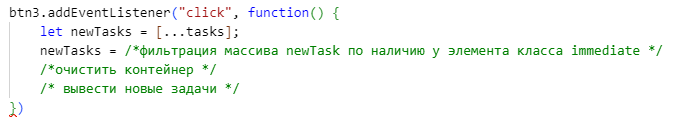 btn3.addEventListener("click", function() {
    let newTasks = [...tasks];
    newTasks = /*фильтрация массива newTask по наличию у элемента класса immediate */
    /*очистить контейнер */
    /* вывести новые задачи */
})